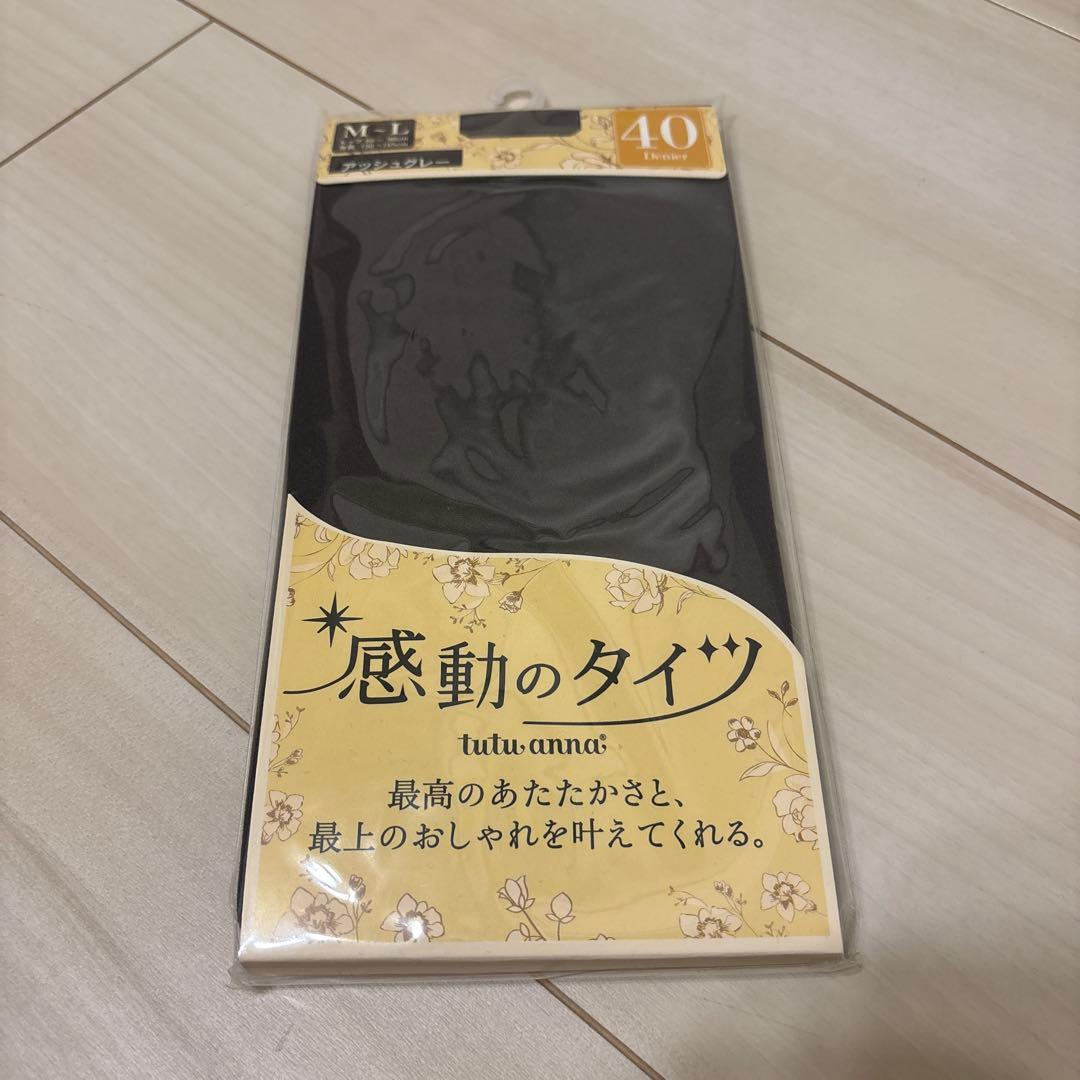 M~L
アッシュグレー
40
Denier
感動のタイツ
tutu anna®
最高のあたたかさと、
最上のおしゃれを叶えてくれる。